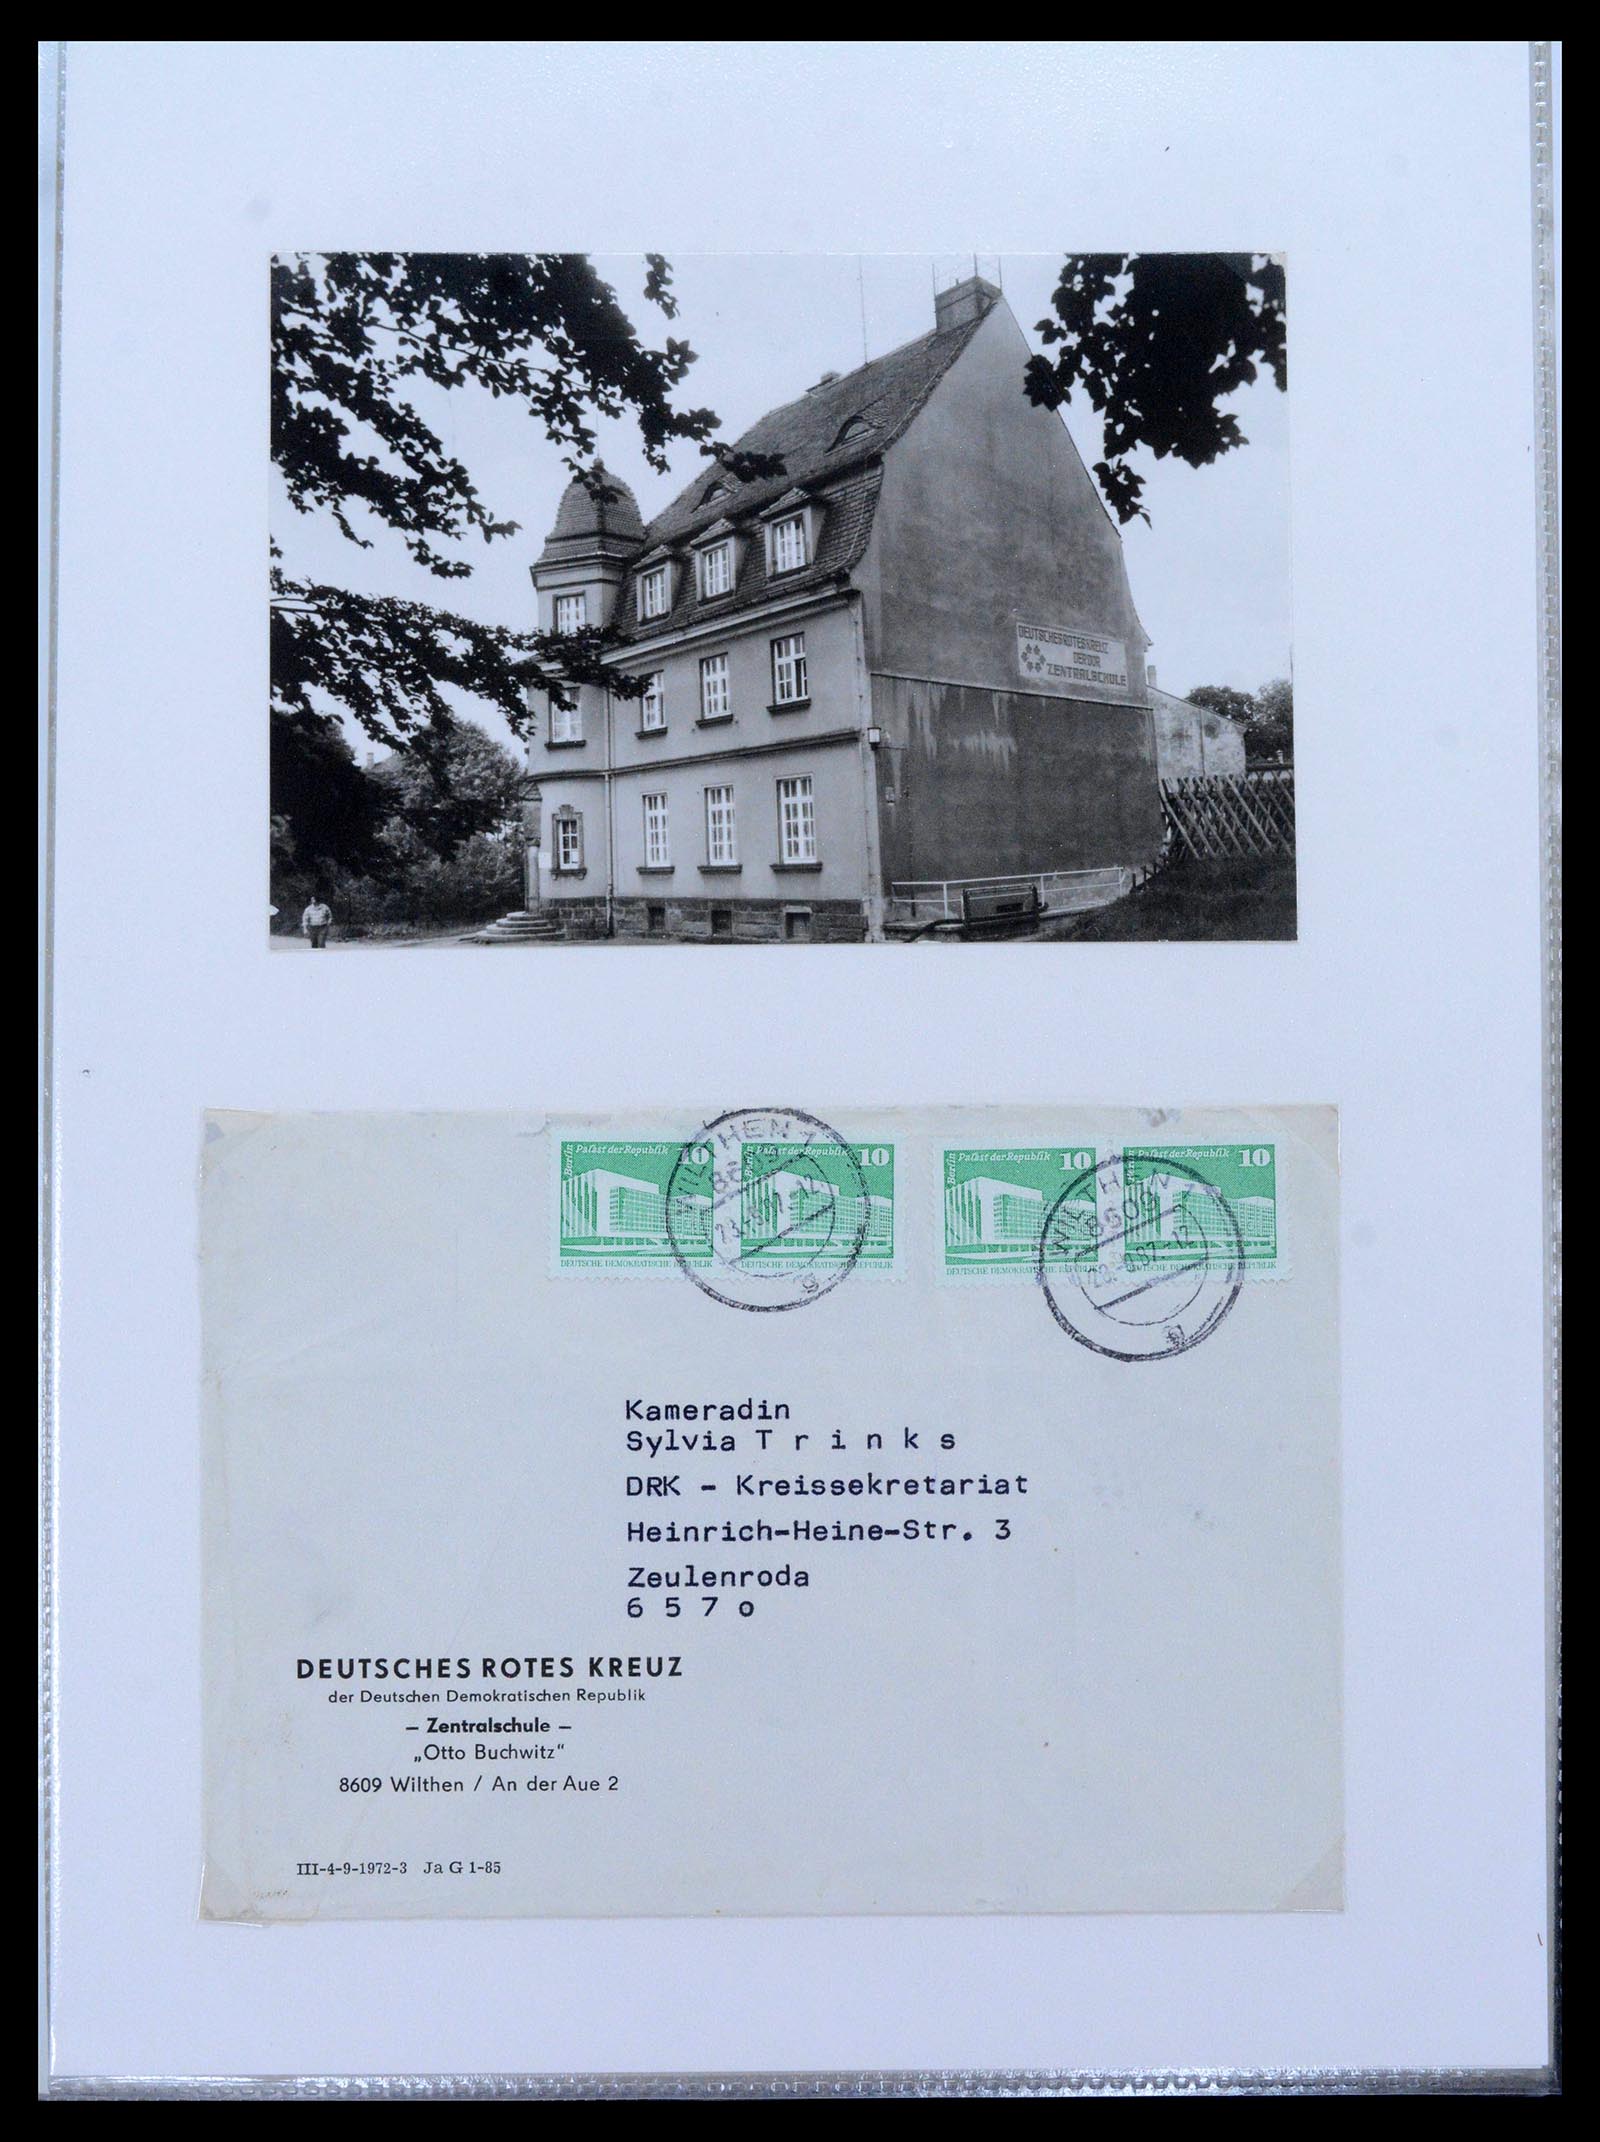 DEUTSCHES ROTES KREUZ
DER DDR
ZENTRALSCHULE
Berlin Palast der Republik 10
DEUTSCHE DEMOKRATISCHE REPUBLIK
Berlin Palast der Republik 10
DEUTSCHE DEMOKRATISCHE REPUBLIK
Berlin Palast der Republik 10
DEUTSCHE DEMOKRATISCHE REPUBLIK
Berlin Palast der Republik 10
DEUTSCHE DEMOKRATISCHE REPUBLIK
WILTHEN 1
g
WILTHEN 1
8609
g
Kameradin
Sylvia T r i n k s
DRK - Kreissekretariat
Heinrich-Heine-Str. 3
Zeulenroda
6 5 7 o
DEUTSCHES ROTES KREUZ
der Deutschen Demokratischen Republik
– Zentralschule –
„Otto Buchwitz“
8609 Wilthen / An der Aue 2
III-4-9-1972-3 Ja G 1-85